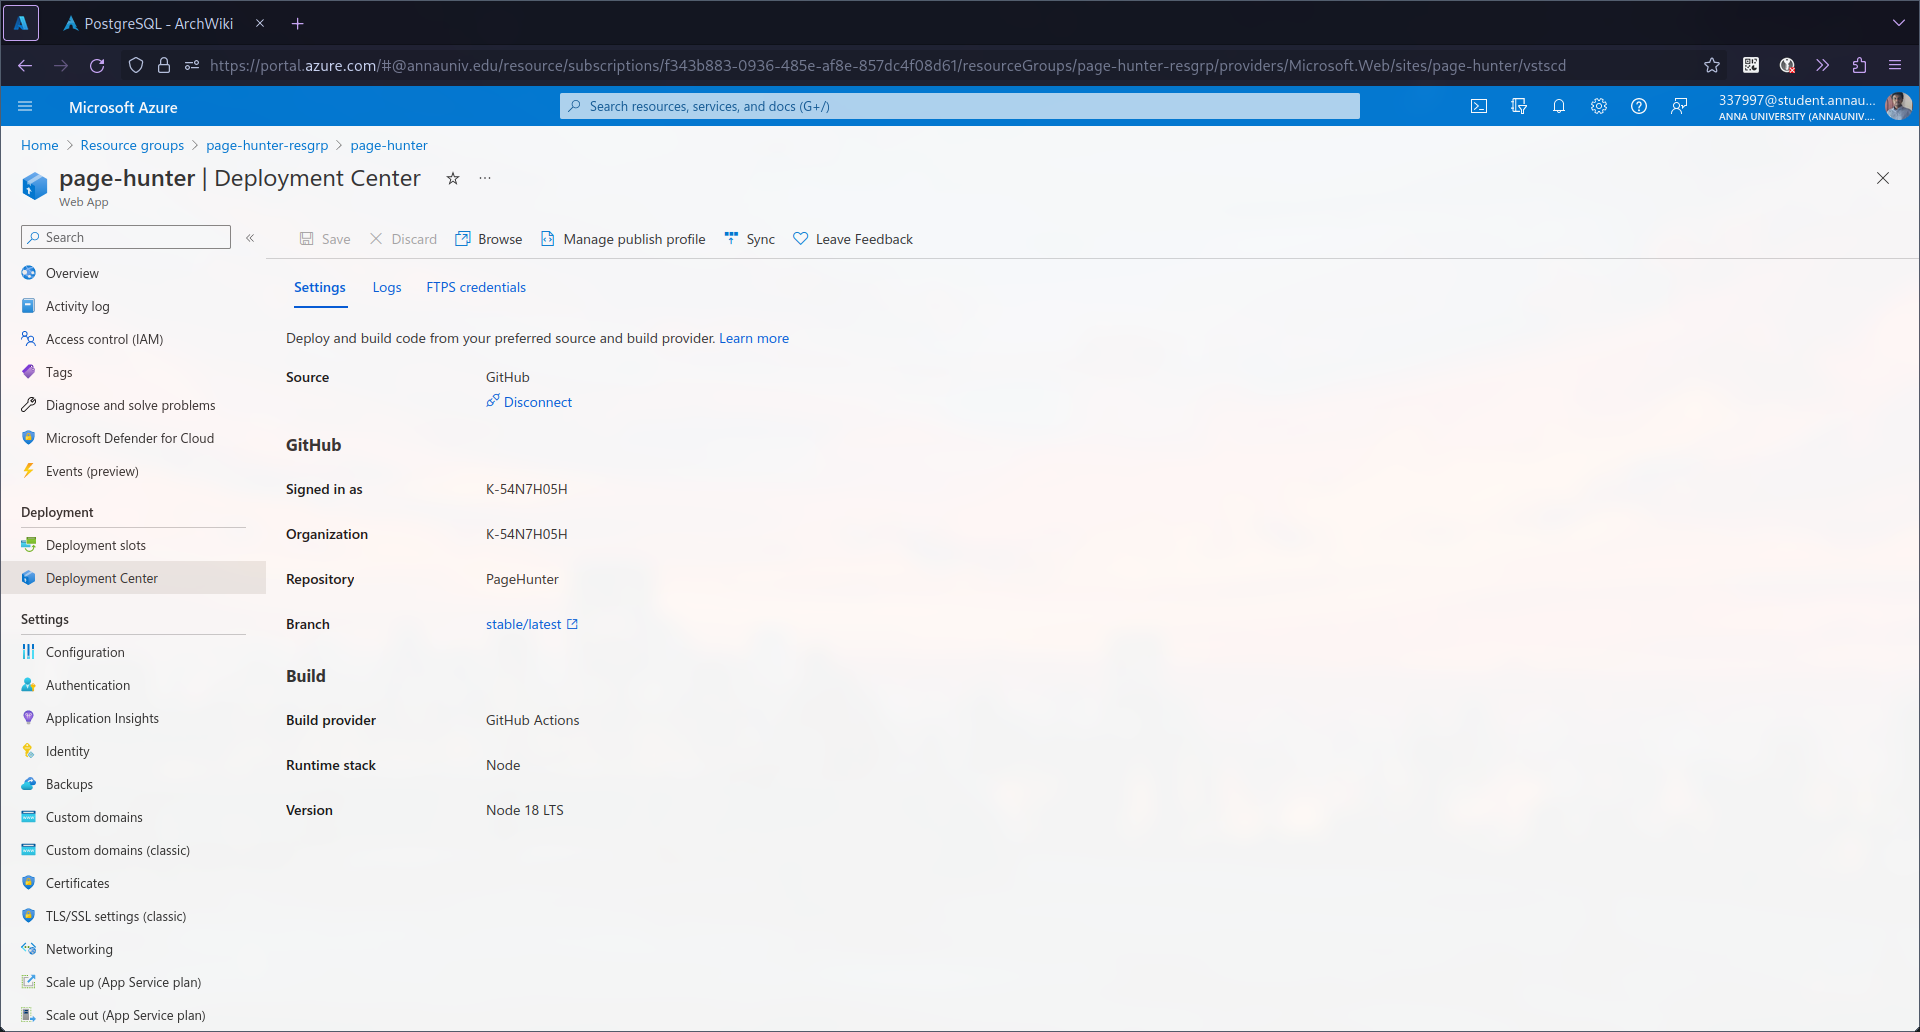 PostgreSQL - ArchWiki
https://portal.azure.com/#@annauniv.edu/resource/subscriptions/f343b883-0936-485e-af8e-857dc4f08d61/resourceGroups/page-hunter-resgrp/providers/Microsoft.Web/sites/page-hunter/vstscd
Microsoft Azure
Search resources, services, and docs (G+/)
337997@student.annau...
ANNA UNIVERSITY (ANNAUNIV....
Home > Resource groups > page-hunter-resgrp > page-hunter
page-hunter | Deployment Center
Web App
Search
Overview
Activity log
Access control (IAM)
Tags
Diagnose and solve problems
Microsoft Defender for Cloud
Events (preview)
Deployment
Deployment slots
Deployment Center
Settings
Configuration
Authentication
Application Insights
Identity
Backups
Custom domains
Custom domains (classic)
Certificates
TLS/SSL settings (classic)
Networking
Scale up (App Service plan)
Scale out (App Service plan)
Save Discard Browse Manage publish profile Sync Leave Feedback
Settings Logs FTPS credentials
Deploy and build code from your preferred source and build provider. Learn more
Source GitHub
Disconnect
GitHub
Signed in as K-54N7H05H
Organization K-54N7H05H
Repository PageHunter
Branch stable/latest
Build
Build provider GitHub Actions
Runtime stack Node
Version Node 18 LTS